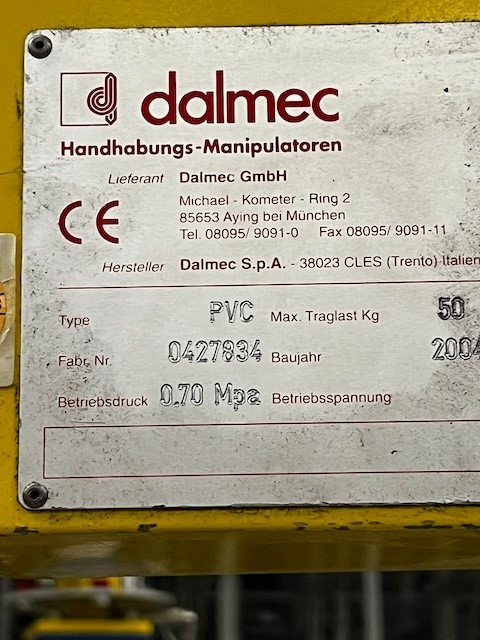 dalmec
Handhabungs-Manipulatoren
Lieferant Dalmec GmbH
CE
Michael - Kometer - Ring 2
85653 Aying bei München
Tel. 08095/ 9091-0 Fax 08095/ 9091-11
Hersteller Dalmec S.p.A. - 38023 CLES (Trento) Italien
Type PVC Max. Traglast Kg 50
Fabr. Nr. 0427834 Baujahr 2004
Betriebsdruck 0.70 Mpa Betriebsspannung